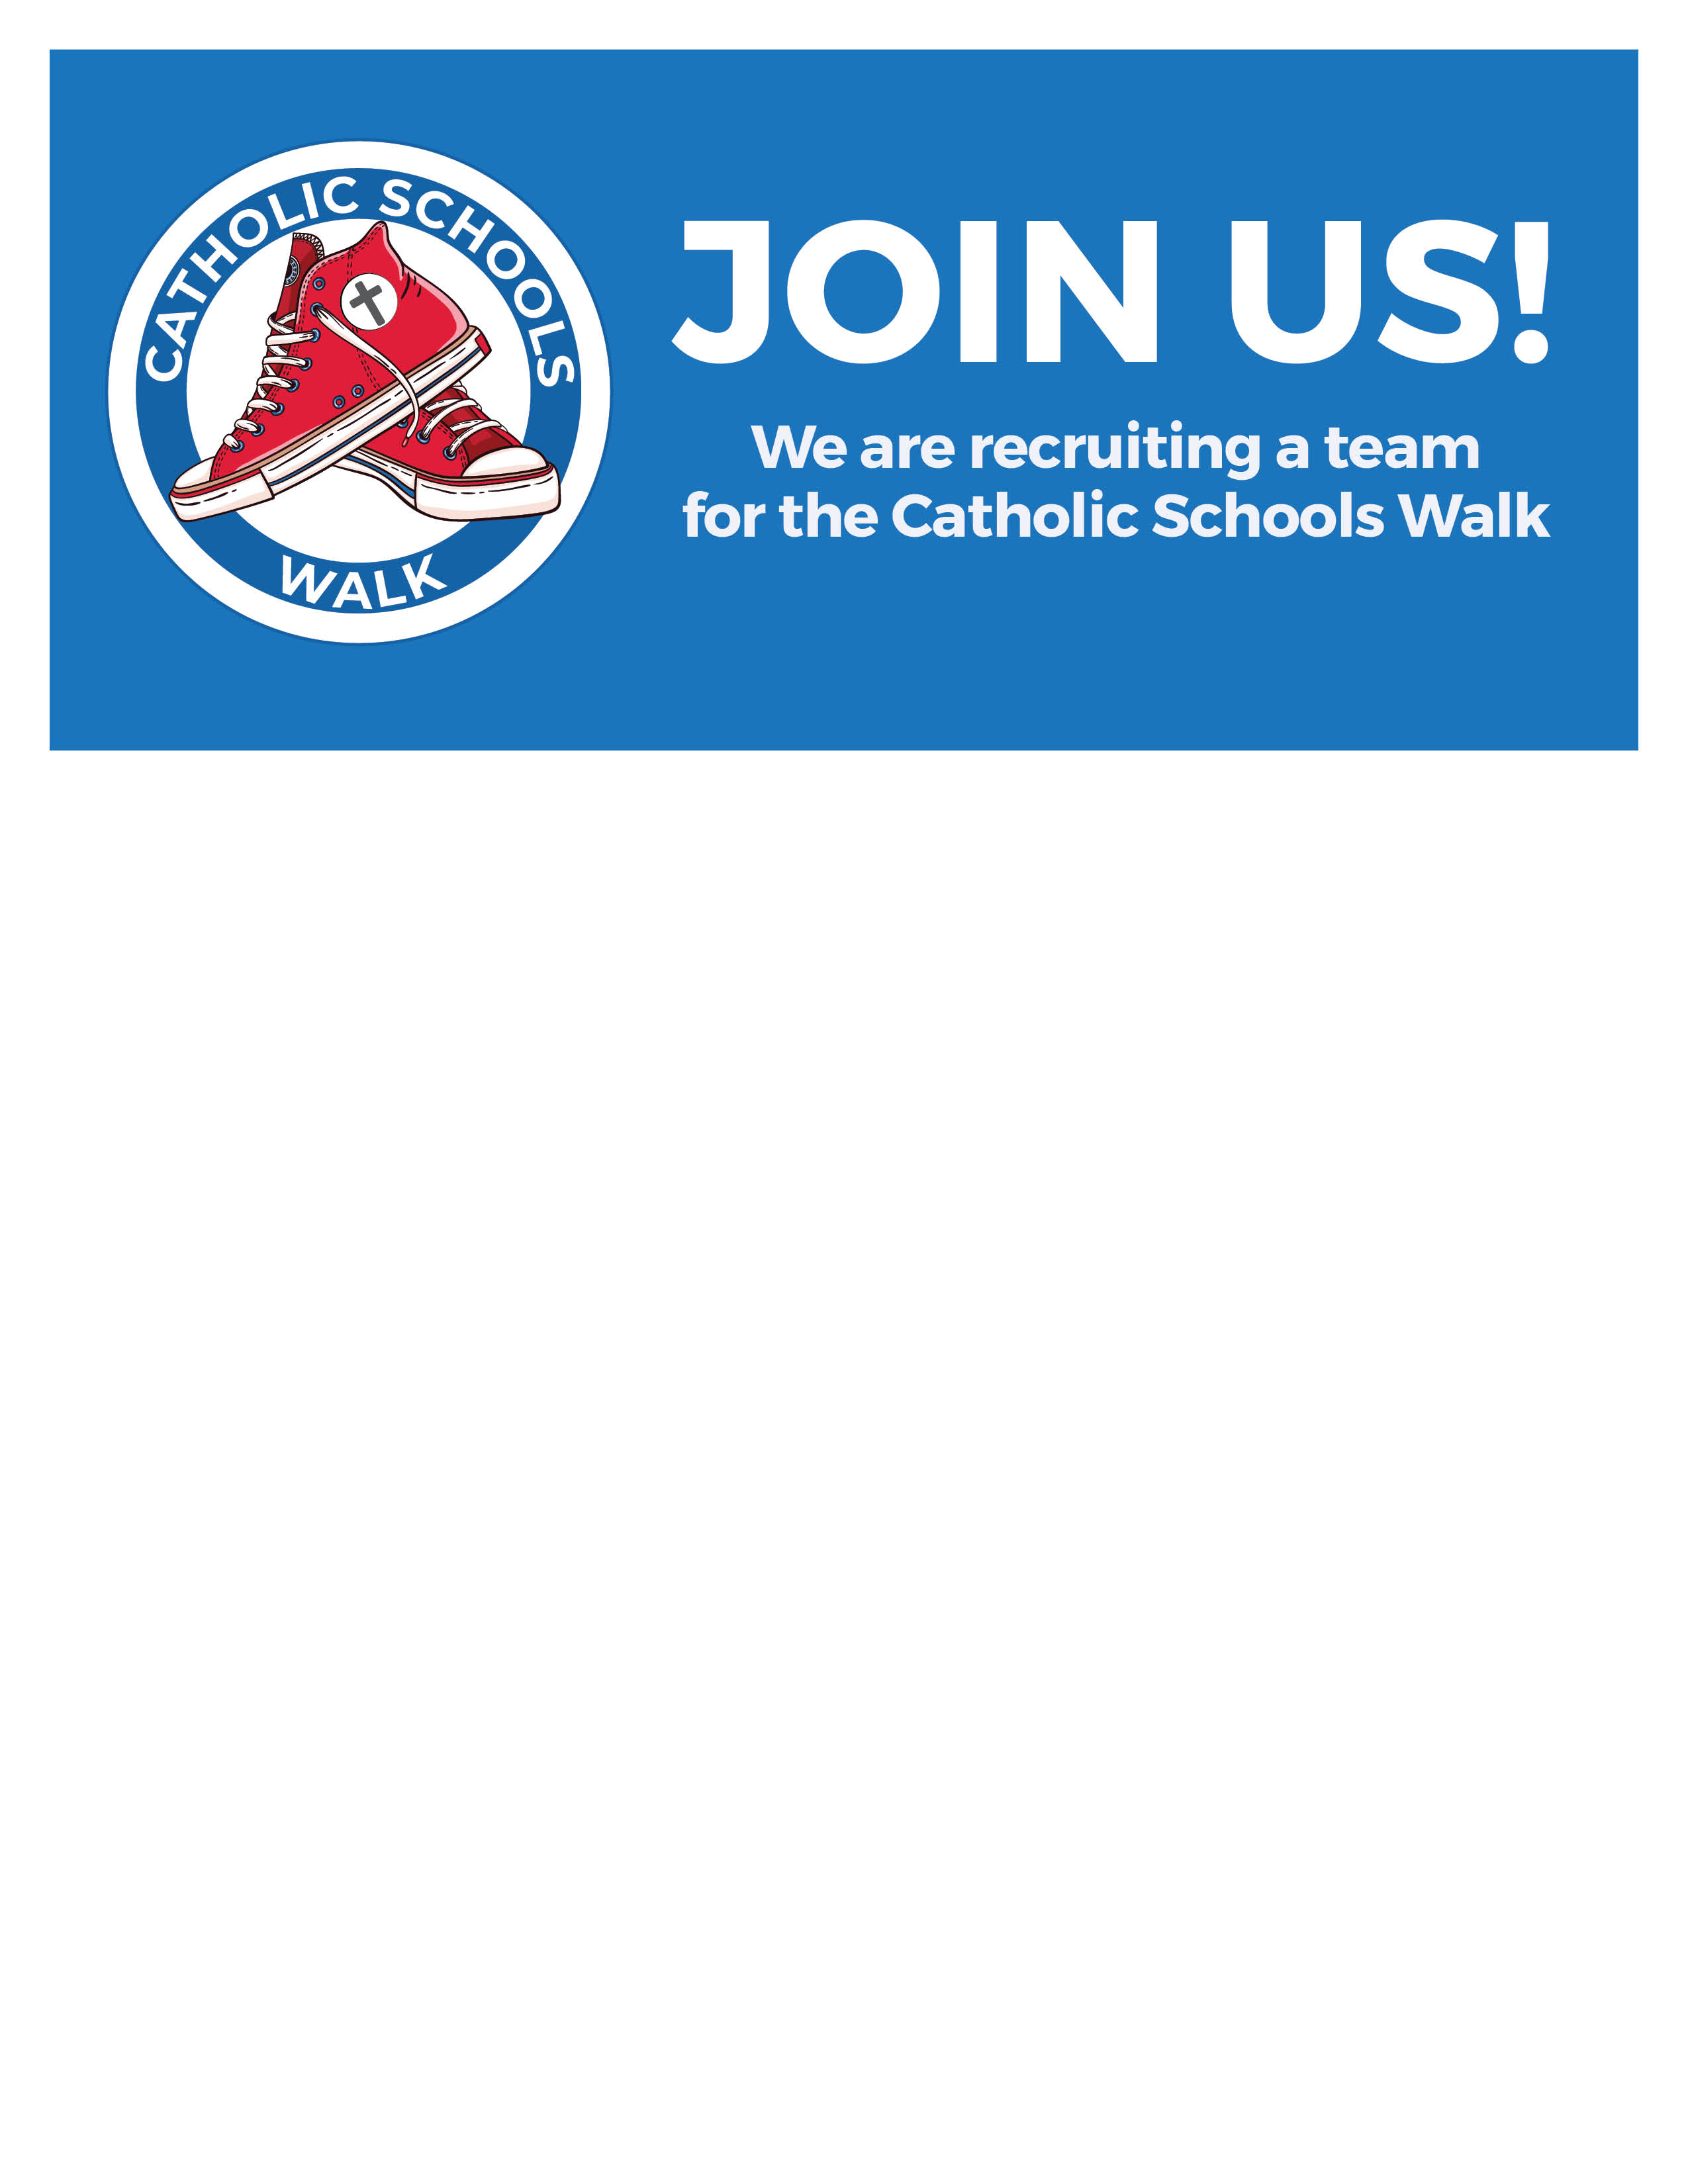 CATHOLIC SCHOOLS
WALK
JOIN US!
We are recruiting a team
for the Catholic Schools Walk